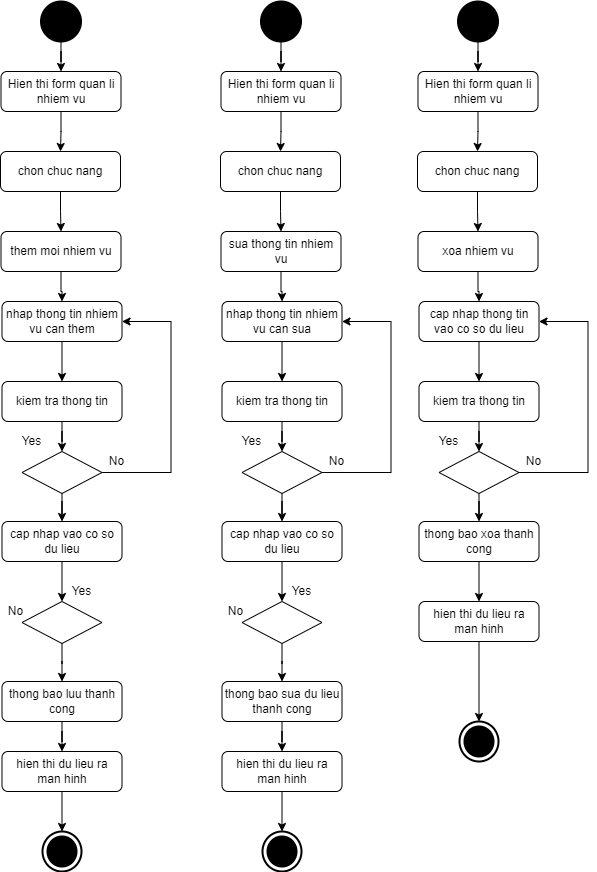 Hien thi form quan li
nhiem vu
chon chuc nang
them moi nhiem vu
nhap thong tin nhiem
vu can them
kiem tra thong tin
Yes
No
cap nhap vao co so
du lieu
Yes
No
thong bao luu thanh
cong
hien thi du lieu ra
man hinh
Hien thi form quan li
nhiem vu
chon chuc nang
sua thong tin nhiem
vu
nhap thong tin nhiem
vu can sua
kiem tra thong tin
Yes
No
cap nhap vao co so
du lieu
Yes
No
thong bao sua du lieu
thanh cong
hien thi du lieu ra
man hinh
Hien thi form quan li
nhiem vu
chon chuc nang
xoa nhiem vu
cap nhap thong tin
vao co so du lieu
kiem tra thong tin
Yes
No
thong bao xoa thanh
cong
hien thi du lieu ra
man hinh